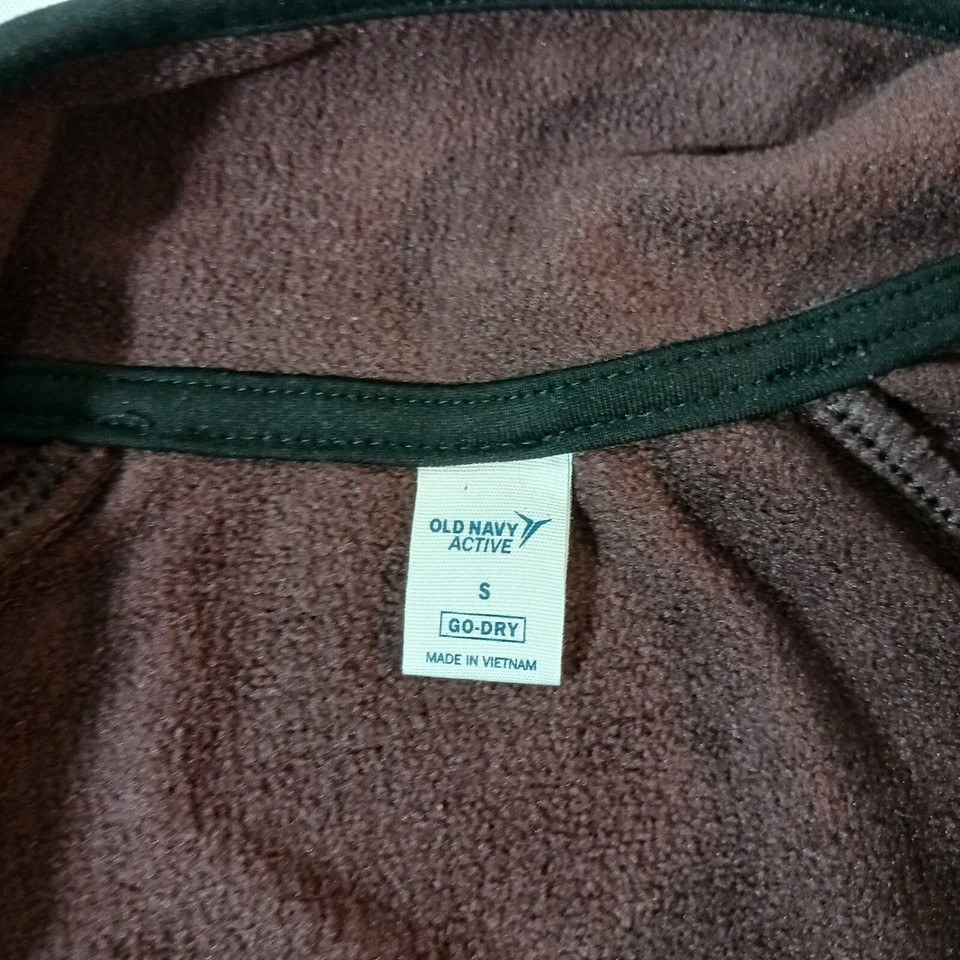 OLD NAVY
ACTIVE
S
GO-DRY
MADE IN VIETNAM